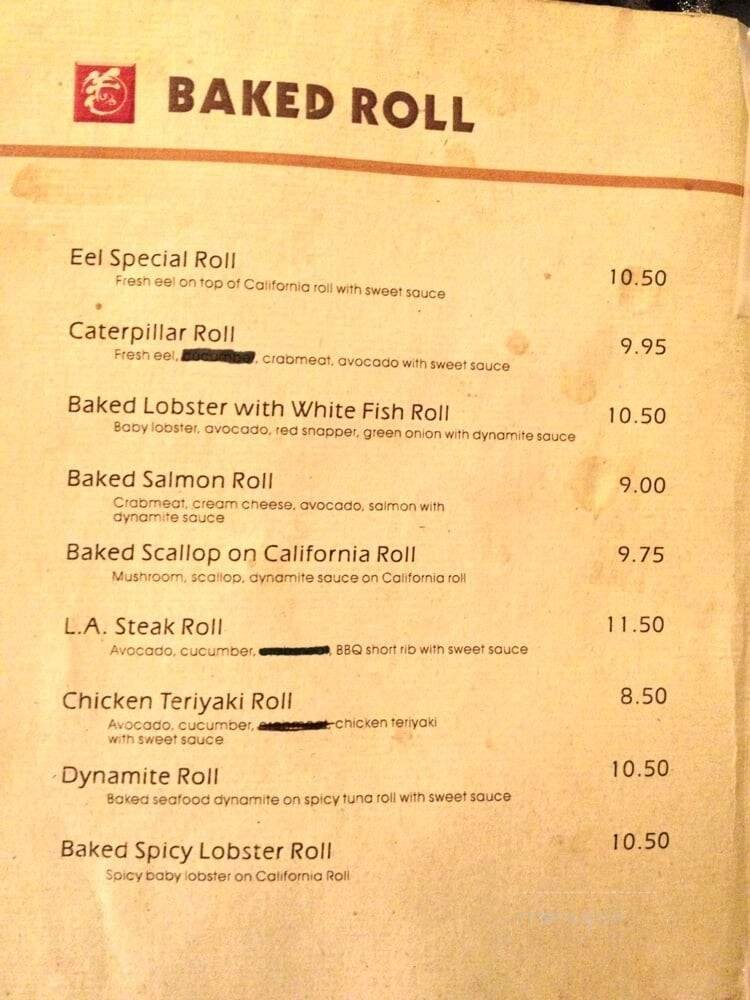 BAKED ROLL
Eel Special Roll 10.50
Fresh eel on top of California roll with sweet sauce
Caterpillar Roll 9.95
Fresh eel, cucumber, crabmeat, avocado with sweet sauce
Baked Lobster with White Fish Roll 10.50
Baby lobster, avocado, red snapper, green onion with dynamite sauce
Baked Salmon Roll 9.00
Crabmeat, cream cheese, avocado, salmon with
dynamite sauce
Baked Scallop on California Roll 9.75
Mushroom, scallop, dynamite sauce on California roll
L.A. Steak Roll 11.50
Avocado, cucumber, , BBQ short rib with sweet sauce
Chicken Teriyaki Roll 8.50
Avocado, cucumber, crabmeat, chicken teriyaki
with sweet sauce
Dynamite Roll 10.50
Baked seafood dynamite on spicy tuna roll with sweet sauce
Baked Spicy Lobster Roll 10.50
Spicy baby lobster on California Roll